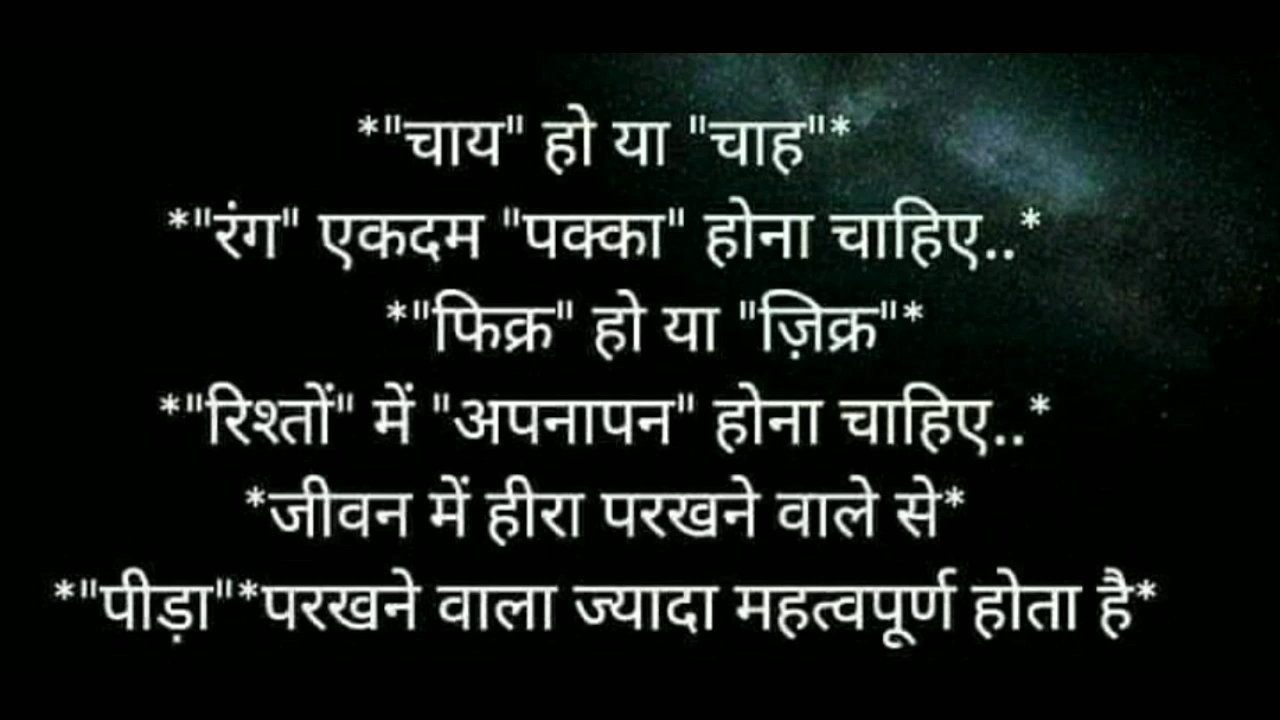 *"चाय" हो या "चाह"*
*"रंग" एकदम "पक्का" होना चाहिए..*
*"फिक्र" हो या "ज़िक्र"*
*"रिश्तों" में "अपनापन" होना चाहिए..*
*जीवन में हीरा परखने वाले से*
*"पीड़ा"*परखने वाला ज्यादा महत्वपूर्ण होता है*